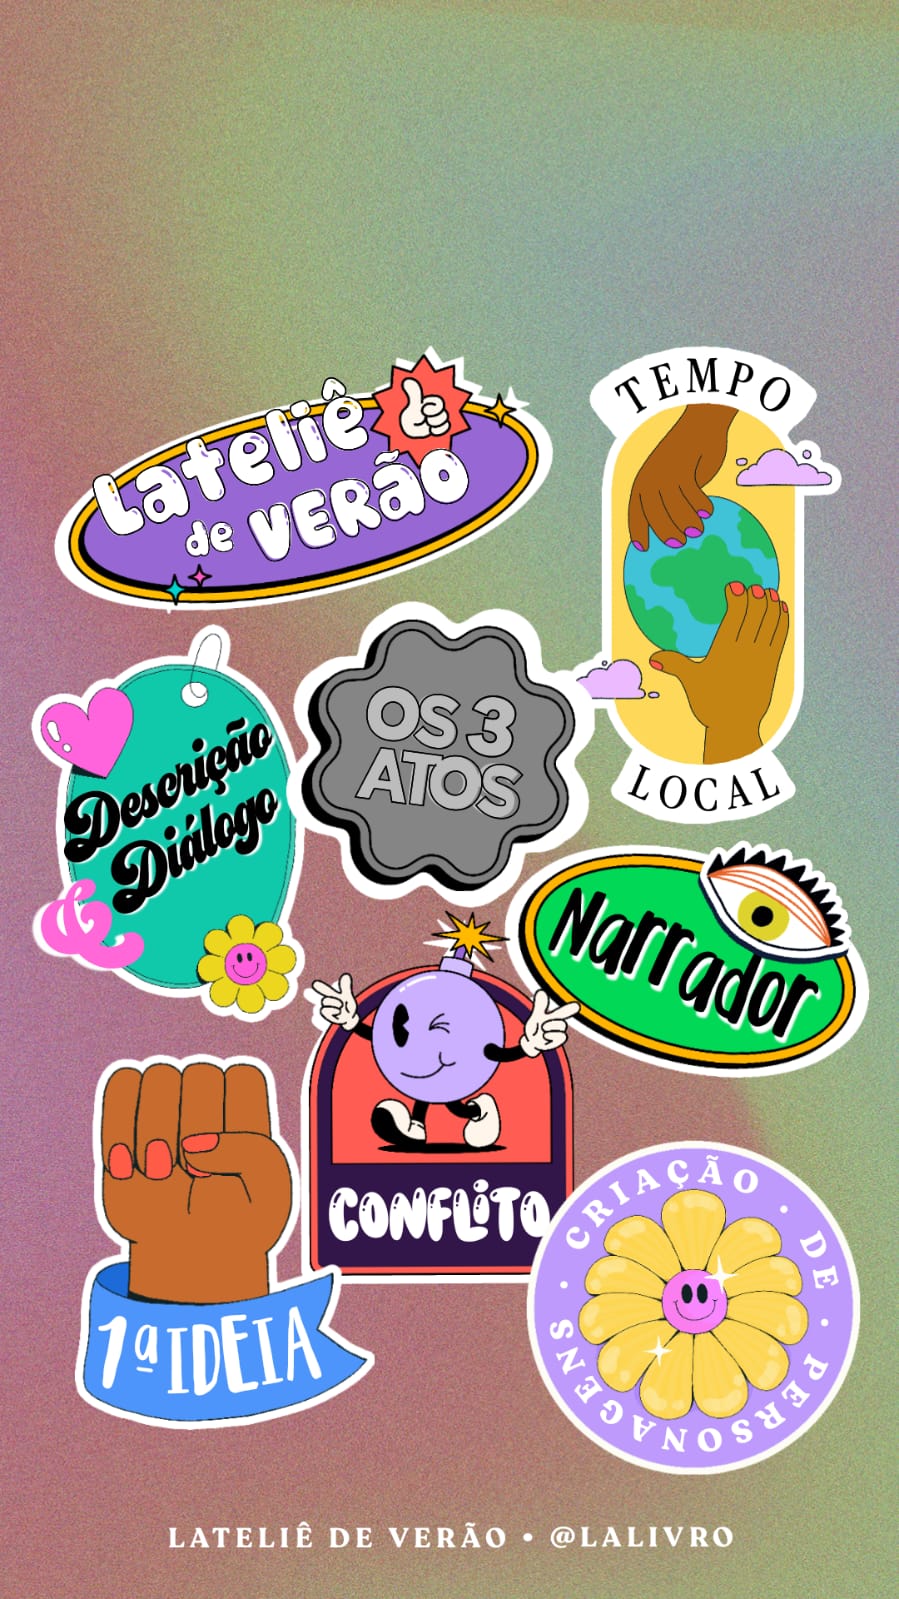 Lateliê
de VERÃO
TEMPO
LOCAL
OS 3
ATOS
Descrição
&
Diálogo
Narrador
CONFLITO
1ª IDEIA
CRIAÇÃO · DE · PERSONAGENS ·
LATELIÊ DE VERÃO • @LALIVRO